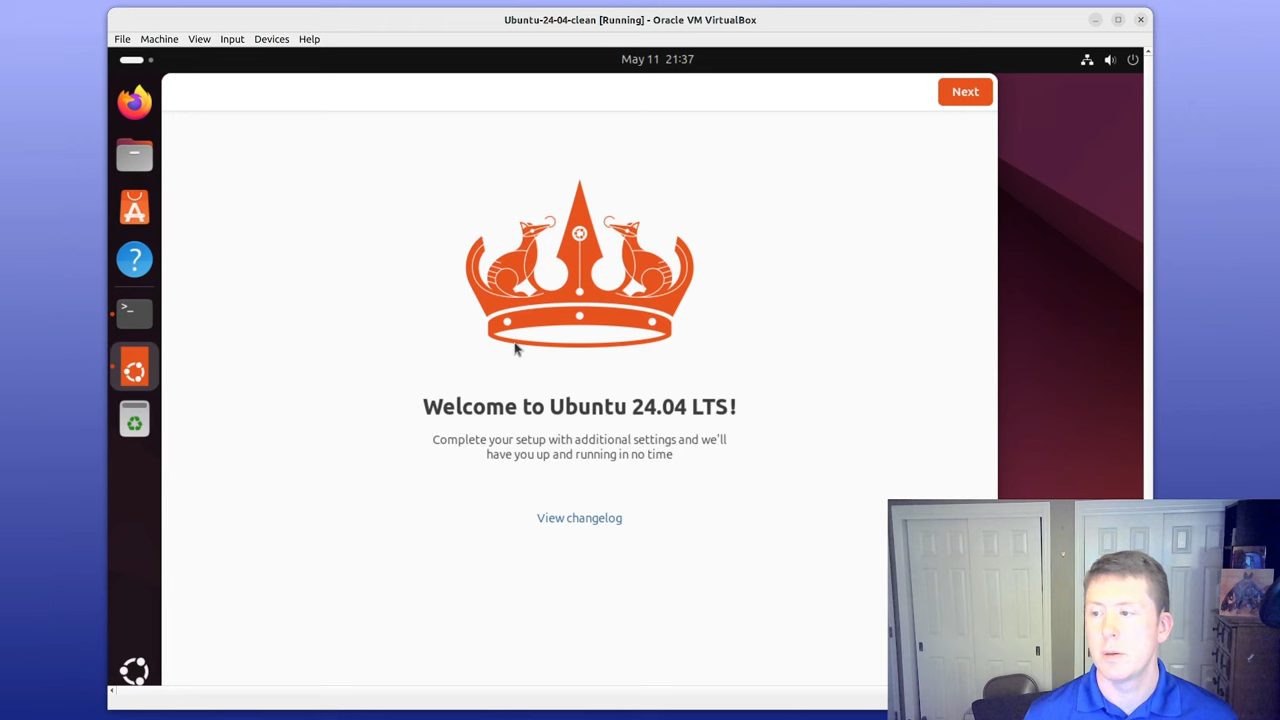 Ubuntu-24-04-clean [Running] - Oracle VM VirtualBox
File Machine View Input Devices Help
May 11 21:37
Next
Welcome to Ubuntu 24.04 LTS!
Complete your setup with additional settings and we'll
have you up and running in no time
View changelog